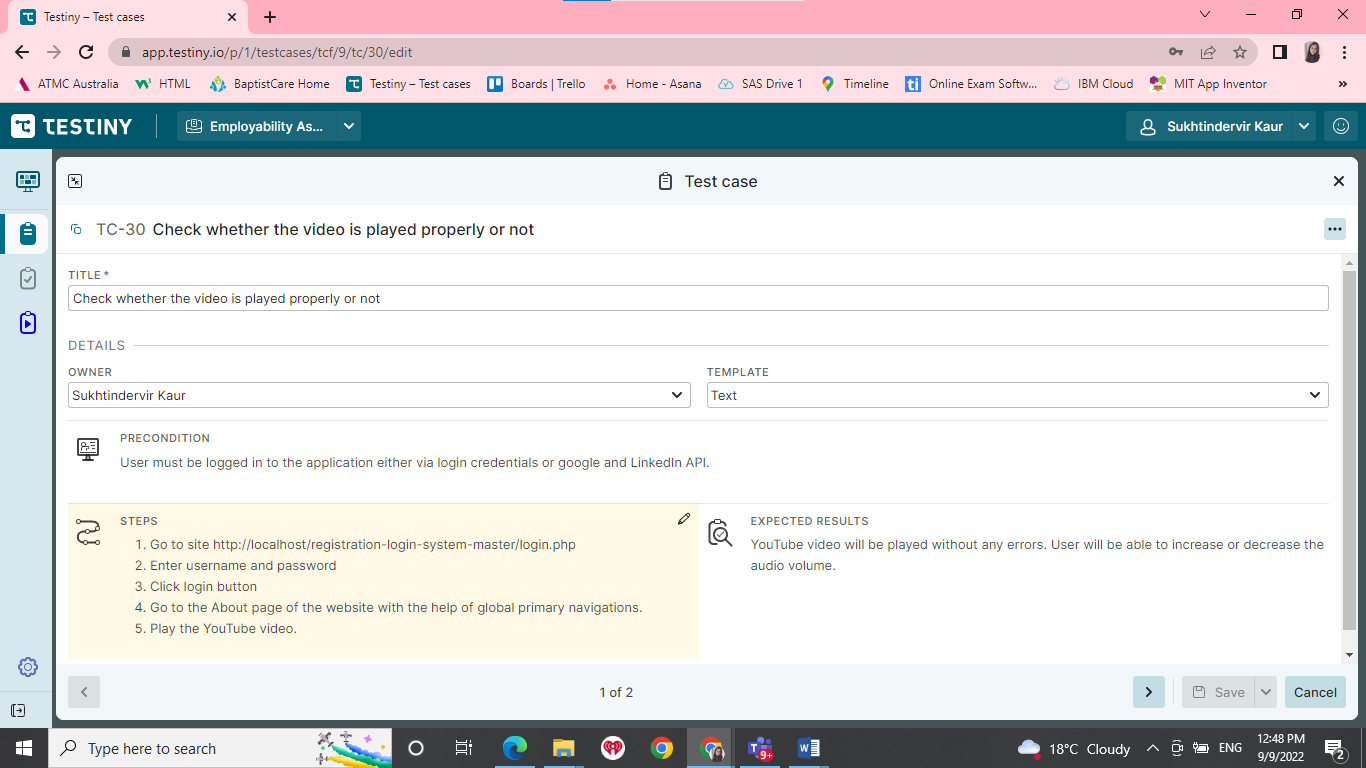 Testiny – Test cases
app.testiny.io/p/1/testcases/tcf/9/tc/30/edit
ATMC Australia
HTML
BaptistCare Home
Testiny – Test cases
Boards | Trello
Home - Asana
SAS Drive 1
Timeline
Online Exam Softw...
IBM Cloud
MIT App Inventor
»
TESTINY
Employability As...
Sukhtindervir Kaur
Test case
TC-30 Check whether the video is played properly or not
TITLE *
Check whether the video is played properly or not
DETAILS
OWNER
Sukhtindervir Kaur
TEMPLATE
Text
PRECONDITION
User must be logged in to the application either via login credentials or google and LinkedIn API.
STEPS
1. Go to site http://localhost/registration-login-system-master/login.php
2. Enter username and password
3. Click login button
4. Go to the About page of the website with the help of global primary navigations.
5. Play the YouTube video.
EXPECTED RESULTS
YouTube video will be played without any errors. User will be able to increase or decrease the
audio volume.
1 of 2
Save
Cancel
Type here to search
9+
18°C Cloudy
ENG
12:48 PM
9/9/2022
2